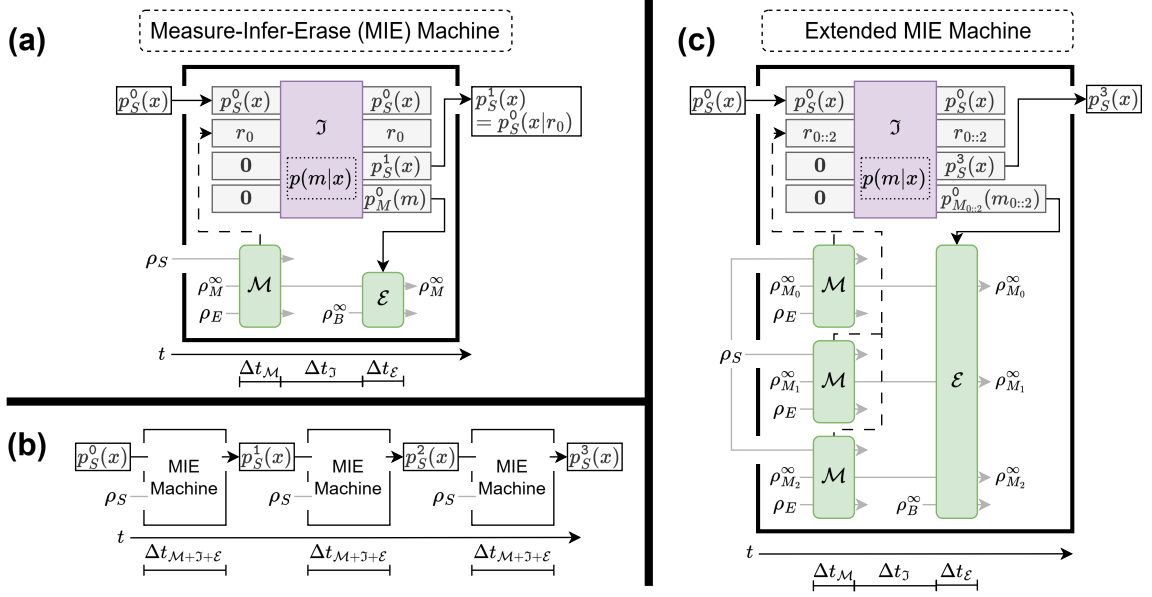 (a)
Measure-Infer-Erase (MIE) Machine
p_S^0(x)
p_S^0(x)
ℑ
p_S^0(x)
p_S^1(x)
= p_S^0(x|r_0)
r_0
r_0
0
p(m|x)
p_S^1(x)
0
p_M^0(m)
ρ_S
ρ_M^∞
ℳ
ℰ
ρ_M^∞
ρ_E
ρ_B^∞
t
Δt_ℳ
Δt_ℑ
Δt_ℰ
(b)
p_S^0(x)
MIE
Machine
ρ_S
p_S^1(x)
MIE
Machine
ρ_S
p_S^2(x)
MIE
Machine
ρ_S
p_S^3(x)
t
Δt_{ℳ+ℑ+ℰ}
Δt_{ℳ+ℑ+ℰ}
Δt_{ℳ+ℑ+ℰ}
(c)
Extended MIE Machine
p_S^0(x)
p_S^0(x)
ℑ
p_S^0(x)
p_S^3(x)
r_{0::2}
r_{0::2}
0
p(m|x)
p_S^3(x)
0
p_{M_{0::2}}^0(m_{0::2})
ρ_{M_0}^∞
ℳ
ρ_{M_0}^∞
ρ_E
ρ_S
ρ_{M_1}^∞
ℳ
ℰ
ρ_{M_1}^∞
ρ_E
ρ_{M_2}^∞
ℳ
ρ_{M_2}^∞
ρ_E
ρ_B^∞
t
Δt_ℳ
Δt_ℑ
Δt_ℰ